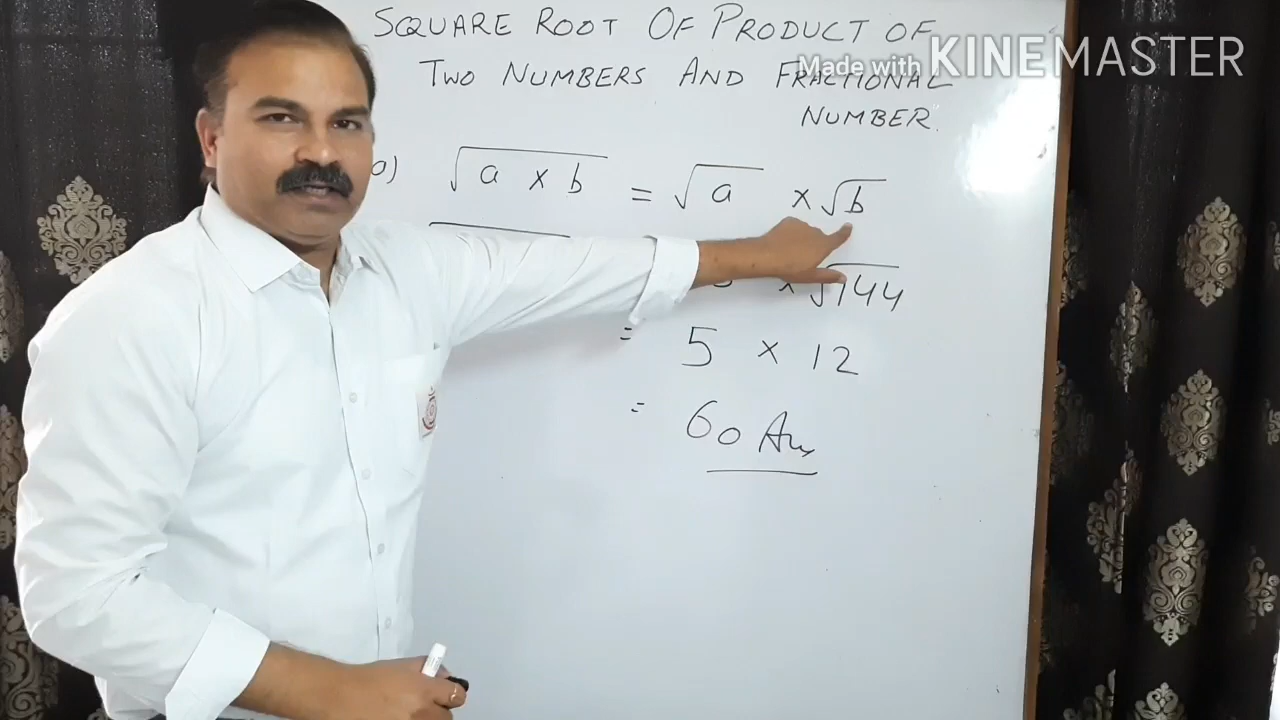 SQUARE ROOT OF PRODUCT OF
TWO NUMBERS AND FRACTIONAL
NUMBER.
Made with KINEMASTER
√a × b = √a × √b
× √144
= 5 × 12
= 60 Ans